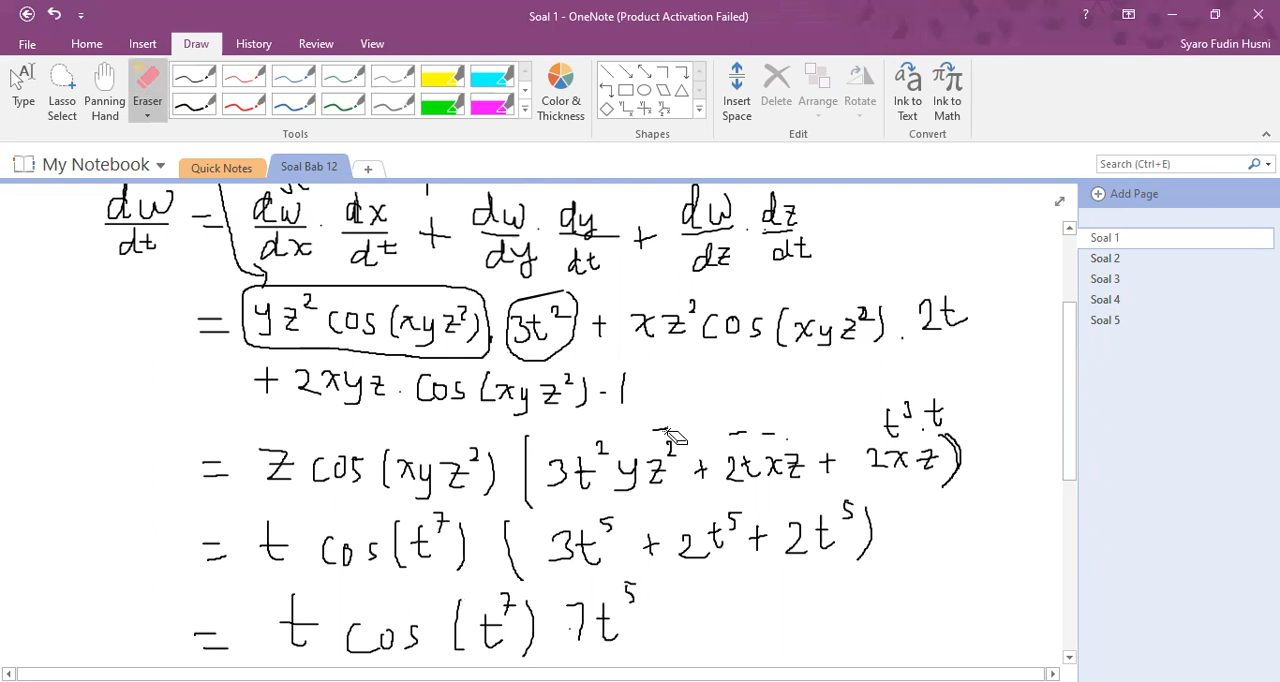 Soal 1 - OneNote (Product Activation Failed)
?
File Home Insert Draw History Review View
Syaro Fudin Husni
Type Lasso Select Panning Hand Eraser
Color & Thickness
Insert Space Delete Arrange Rotate
Ink to Text Ink to Math
Tools Shapes Edit Convert
My Notebook Quick Notes Soal Bab 12
Search (Ctrl+E)
Add Page
Soal 1
Soal 2
Soal 3
Soal 4
Soal 5
dw/dt = dw/dx · dx/dt + dw/dy · dy/dt + dw/dz · dz/dt
= yz² cos(xyz²) . 3t² + xz² cos(xyz²) . 2t
+ 2xyz . cos(xyz²) - 1
t³ . t
= z cos(xyz²) (3t² yz² + 2txz + 2xz)
= t cos(t⁷) (3t⁵ + 2t⁵ + 2t⁵)
= t cos(t⁷) 7t⁵